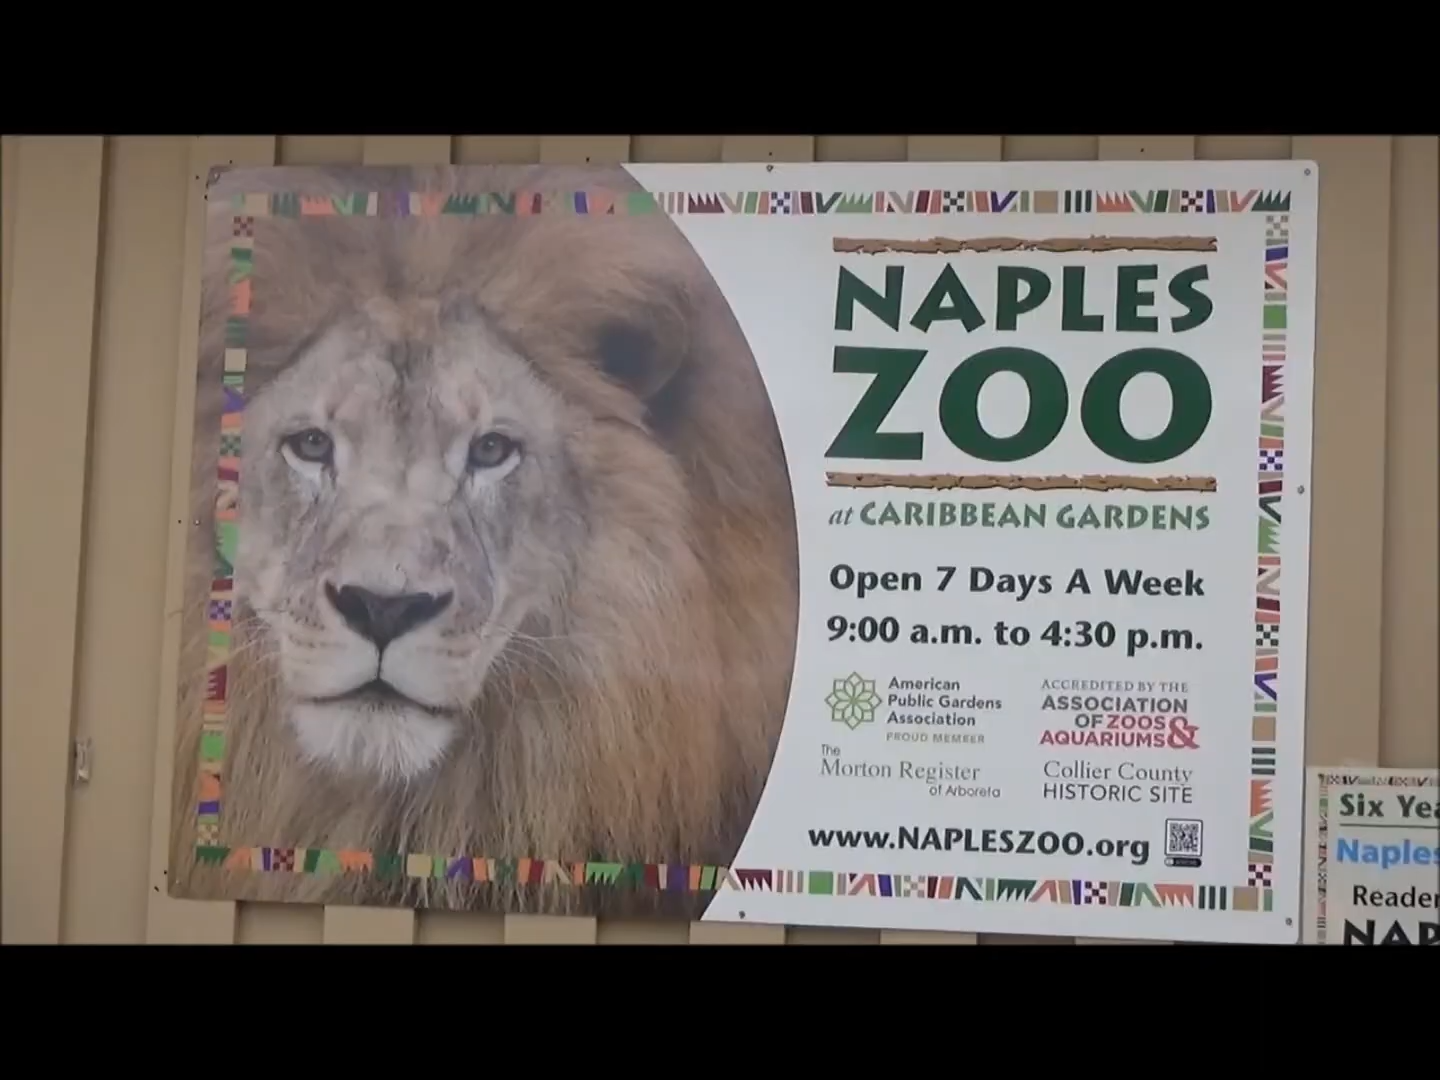 NAPLES
ZOO
at CARIBBEAN GARDENS
Open 7 Days A Week
9:00 a.m. to 4:30 p.m.
American
Public Gardens
Association
PROUD MEMBER
ACCREDITED BY THE
ASSOCIATION
OF ZOOS &
AQUARIUMS
The
Morton Register
of Arboreta
Collier County
HISTORIC SITE
www.NAPLESZOO.org
Six Yea
Naples
Reader
NAP